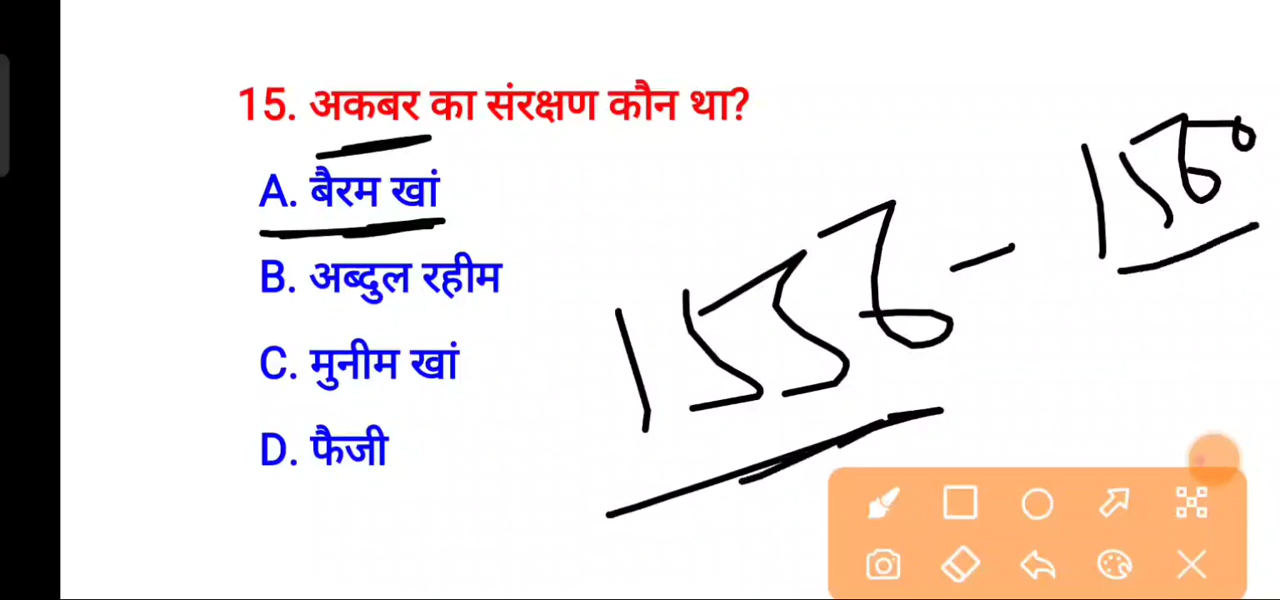 15. अकबर का संरक्षण कौन था?
A. बैरम खां
B. अब्दुल रहीम
C. मुनीम खां
D. फैजी
1556 - 1560